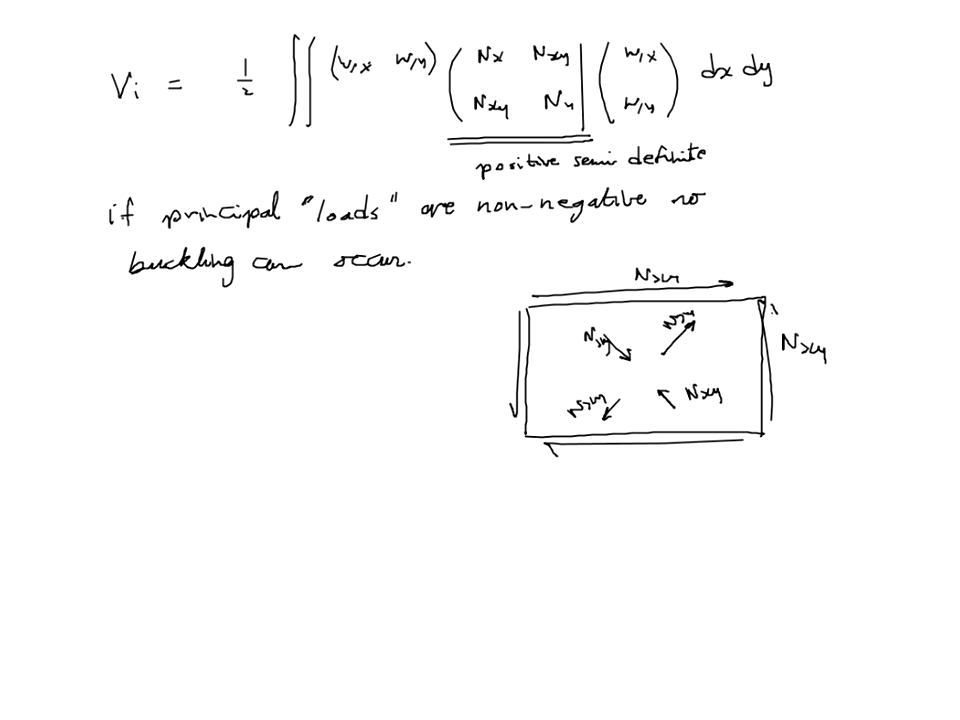 Vi = 1/2 ∬ (w,x w,y) (Nx Nxy Nxy Ny) (w,x w,y) dx dy
positive semi definite
if principal "loads" are non-negative no
buckling can occur.
Nxy
Nxy Nxy
Nxy
Nxy Nxy